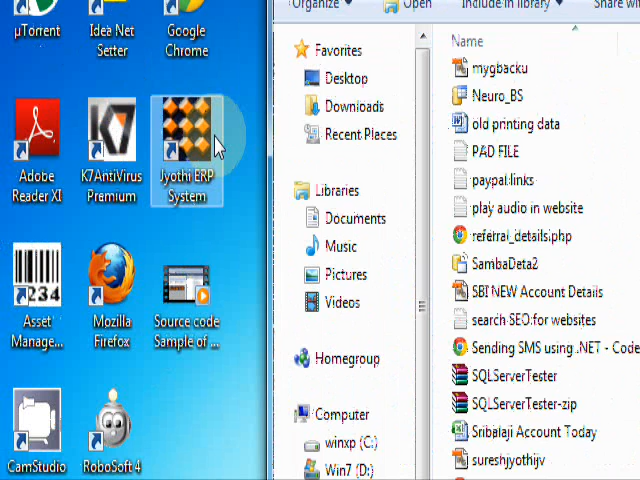 µTorrent
Idea Net
Setter
Google
Chrome
Adobe
Reader XI
K7AntiVirus
Premium
Jyothi ERP
System
234
Asset
Manage...
Mozilla
Firefox
Source code
Sample of ...
CamStudio
RoboSoft 4
Organize
Open
Include in library
Share wit
Favorites
Desktop
Downloads
Recent Places
Libraries
Documents
Music
Pictures
Videos
Homegroup
Computer
winxp (C:)
Win7 (D:)
Name
mygbacku
Neuro_BS
old printing data
PAD FILE
paypal links
play audio in website
referral_details.php
SambaDeta2
SBI NEW Account Details
search SEO for websites
Sending SMS using .NET - Code
SQLServerTester
SQLServerTester-zip
Sribalaji Account Today
sureshjyothijv